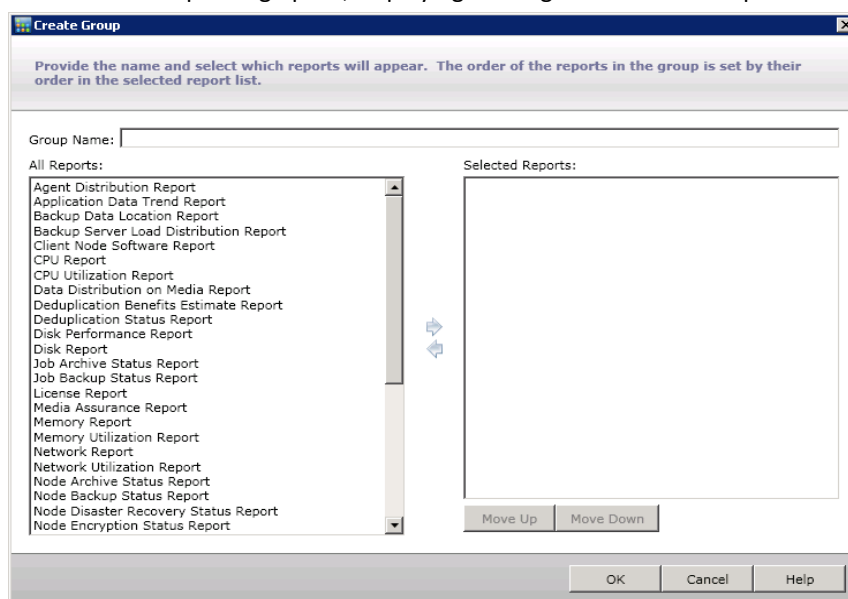 Create Group
Provide the name and select which reports will appear. The order of the reports in the group is set by their
order in the selected report list.
Group Name:
All Reports:
Selected Reports:
Agent Distribution Report
Application Data Trend Report
Backup Data Location Report
Backup Server Load Distribution Report
Client Node Software Report
CPU Report
CPU Utilization Report
Data Distribution on Media Report
Deduplication Benefits Estimate Report
Deduplication Status Report
Disk Performance Report
Disk Report
Job Archive Status Report
Job Backup Status Report
License Report
Media Assurance Report
Memory Report
Memory Utilization Report
Network Report
Network Utilization Report
Node Archive Status Report
Node Backup Status Report
Node Disaster Recovery Status Report
Node Encryption Status Report
Move Up
Move Down
OK
Cancel
Help